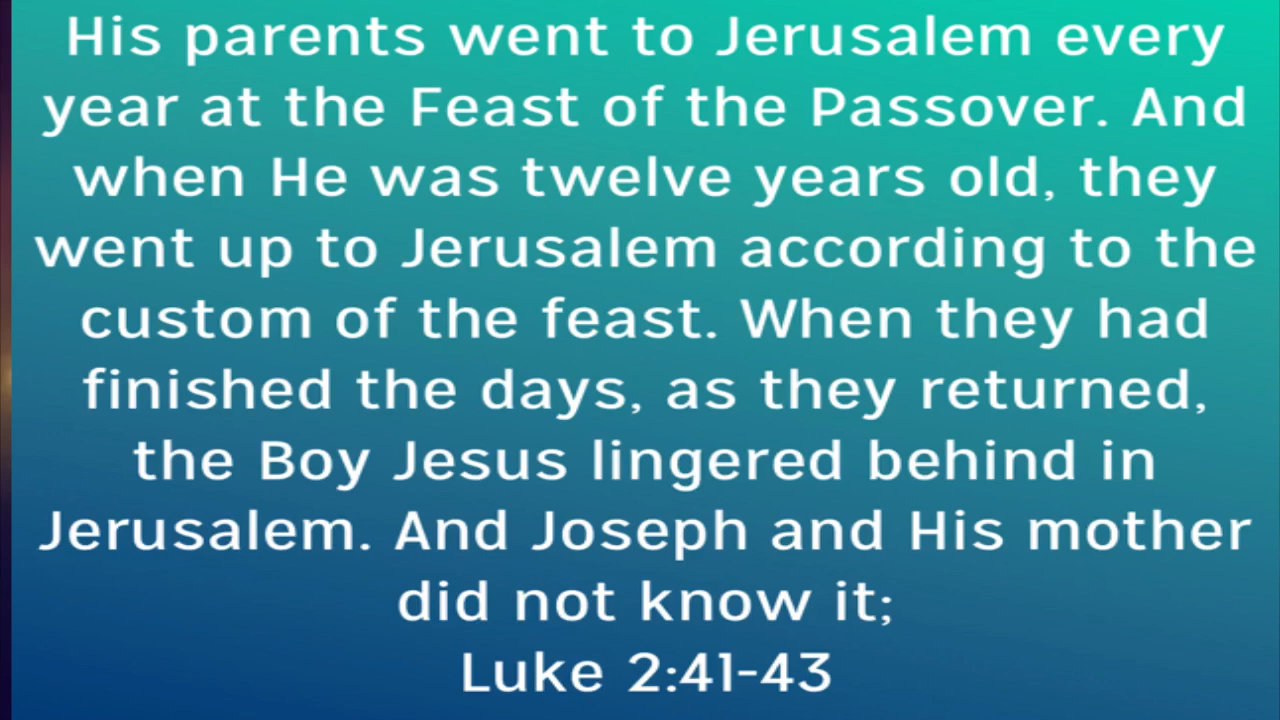 His parents went to Jerusalem every
year at the Feast of the Passover. And
when He was twelve years old, they
went up to Jerusalem according to the
custom of the feast. When they had
finished the days, as they returned,
the Boy Jesus lingered behind in
Jerusalem. And Joseph and His mother
did not know it;
Luke 2:41-43